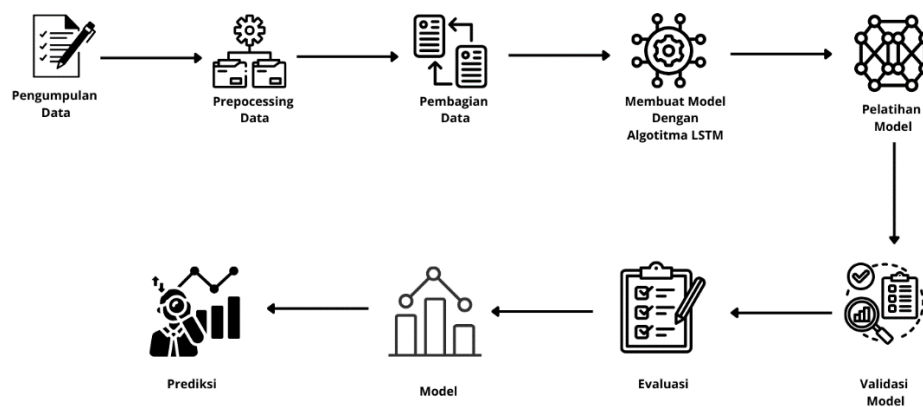 Pengumpulan
Data
Prepocessing
Data
Pembagian
Data
Membuat Model
Dengan
Algotitma LSTM
Pelatihan
Model
Prediksi
Model
Evaluasi
Validasi
Model